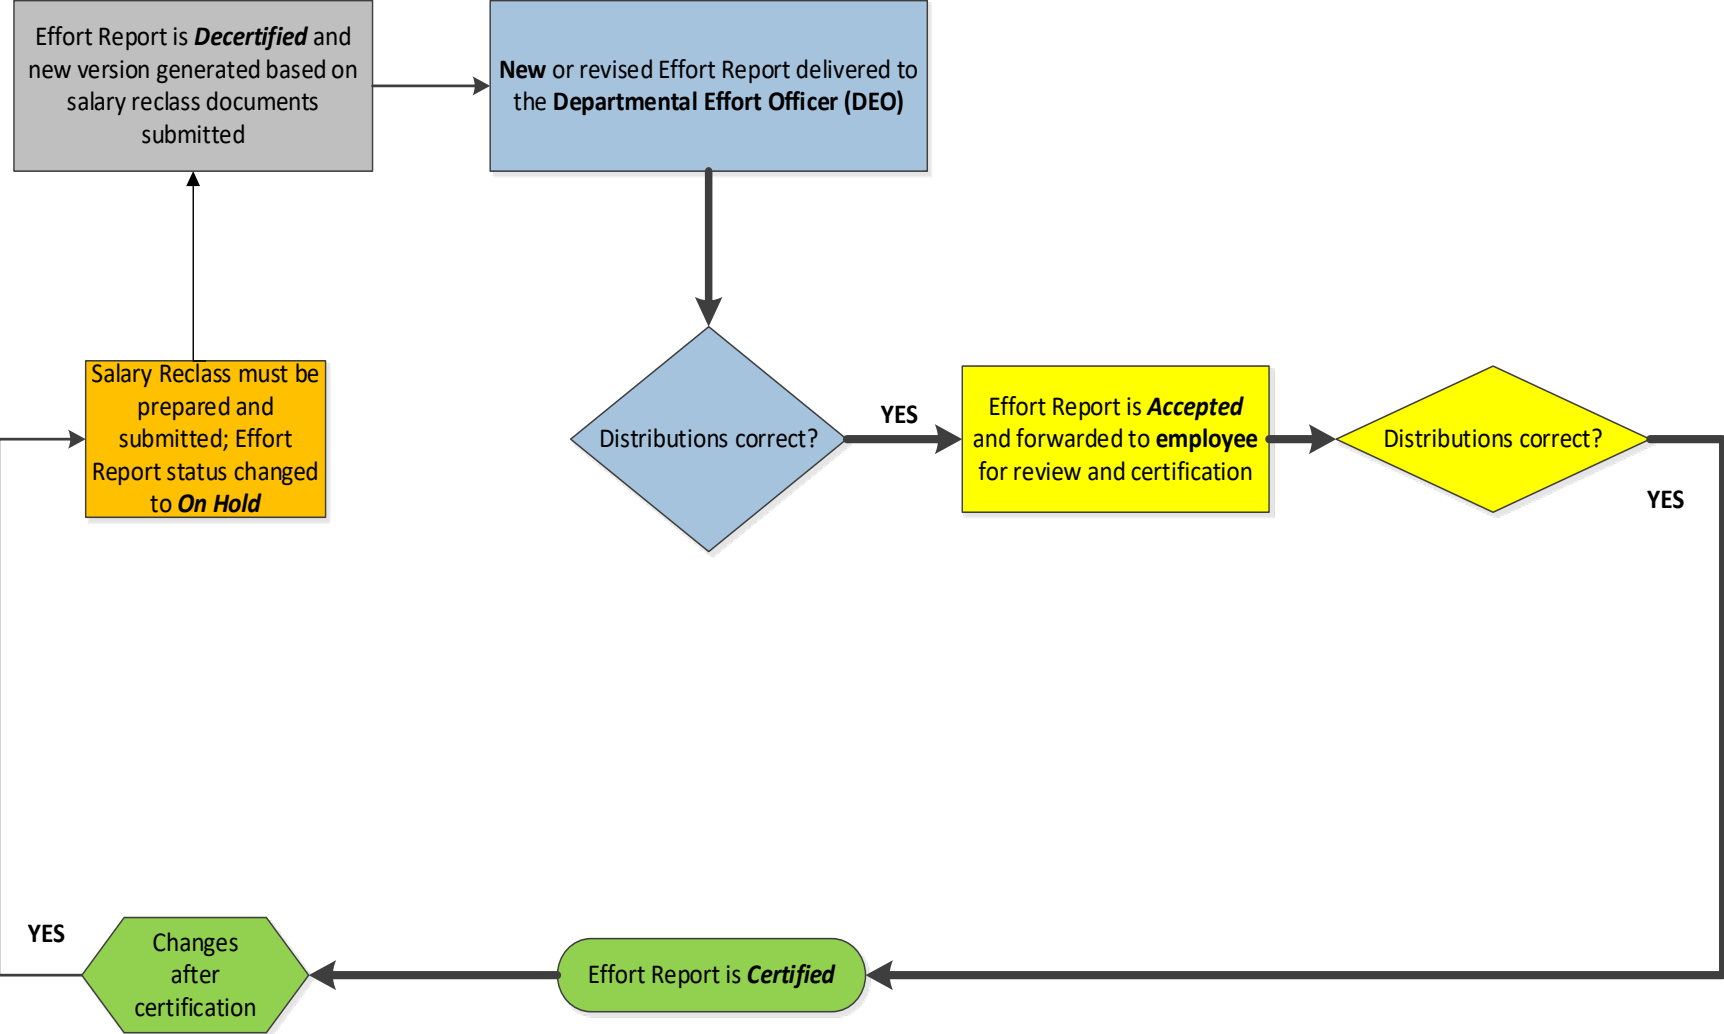 Effort Report is Decertified and
new version generated based on
salary reclass documents
submitted
New or revised Effort Report delivered to
the Departmental Effort Officer (DEO)
Salary Reclass must be
prepared and
submitted; Effort
Report status changed
to On Hold
Distributions correct?
YES
Effort Report is Accepted
and forwarded to employee
for review and certification
Distributions correct?
YES
YES
Changes
after
certification
Effort Report is Certified